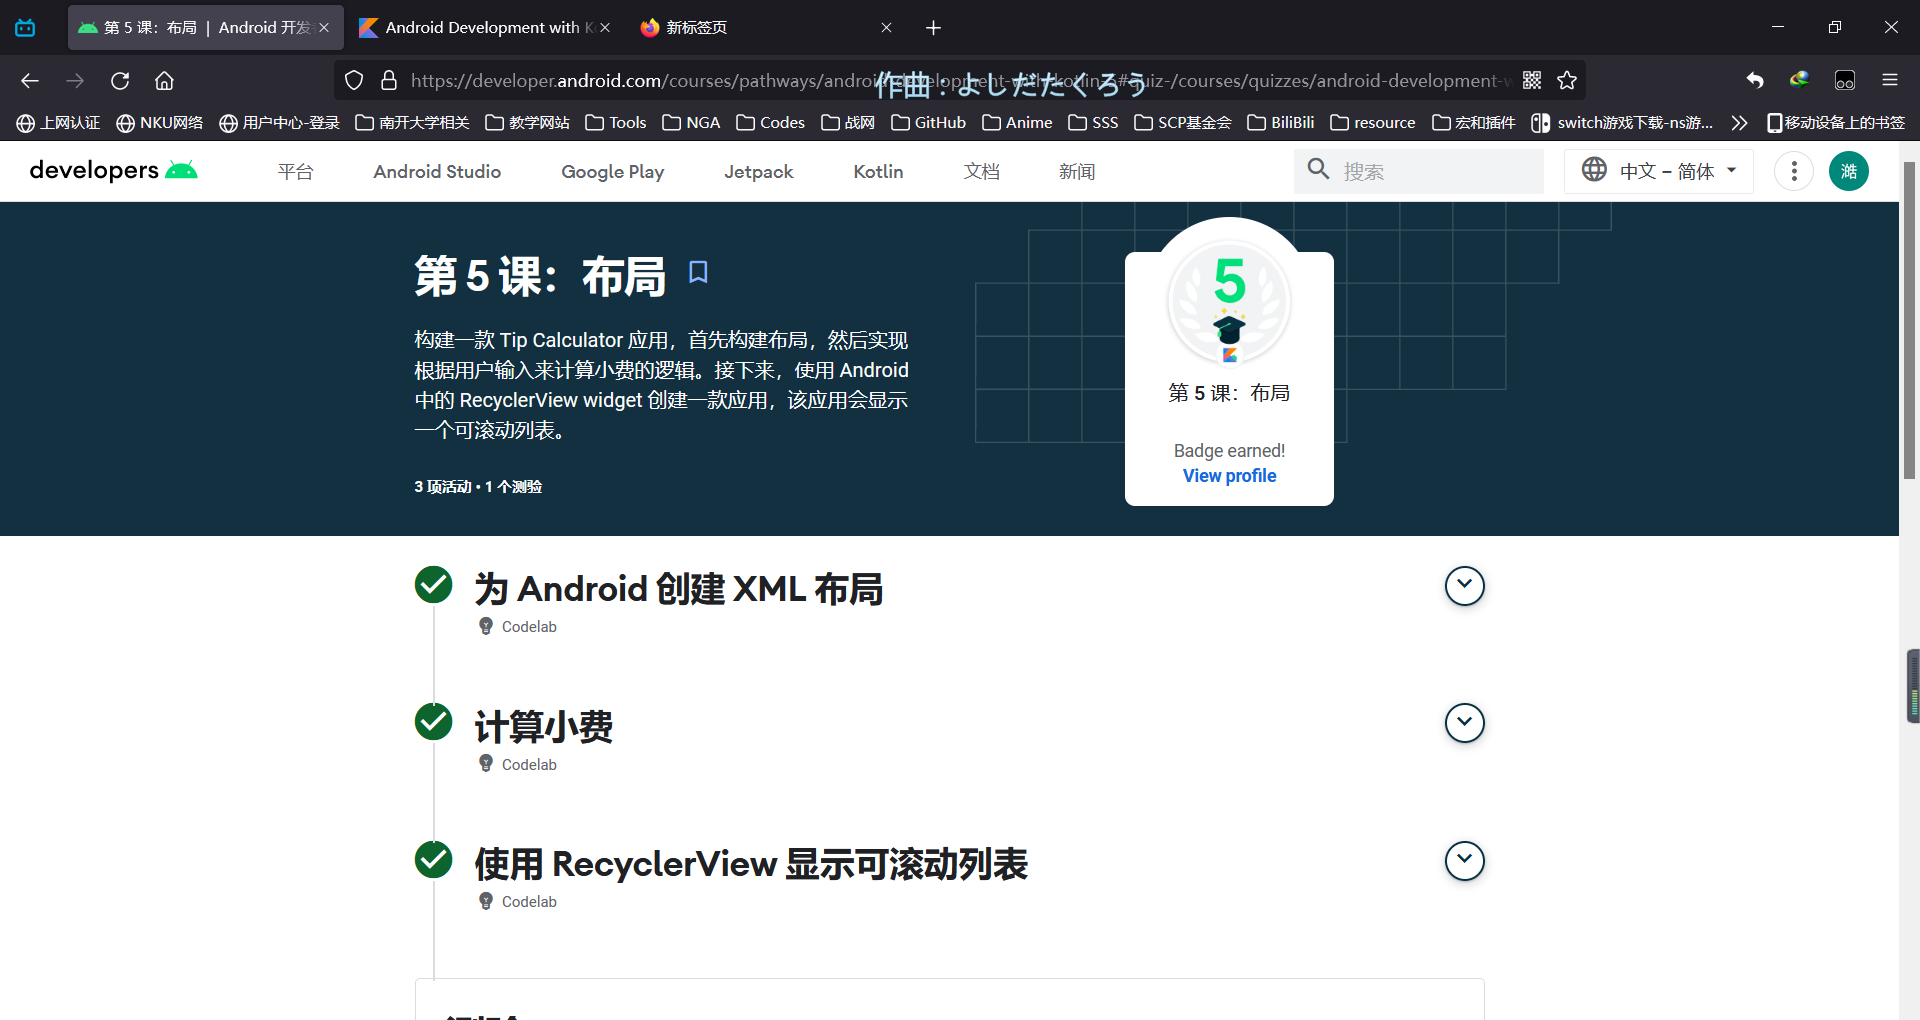 第 5 课：布局 | Android 开发
Android Development with K
新标签页
https://developer.android.com/courses/pathways/android-development-with-kotlin-5#quiz-/courses/quizzes/android-development-w
作曲：よしだたくろう
上网认证
NKU网络
用户中心-登录
南开大学相关
教学网站
Tools
NGA
Codes
战网
GitHub
Anime
SSS
SCP基金会
BiliBili
resource
宏和插件
switch游戏下载-ns游...
移动设备上的书签
developers
平台
Android Studio
Google Play
Jetpack
Kotlin
文档
新闻
搜索
中文 – 简体
澔
第 5 课：布局
构建一款 Tip Calculator 应用，首先构建布局，然后实现
根据用户输入来计算小费的逻辑。接下来，使用 Android
中的 RecyclerView widget 创建一款应用，该应用会显示
一个可滚动列表。
3 项活动 • 1 个测验
5
第 5 课：布局
Badge earned!
View profile
为 Android 创建 XML 布局
Codelab
计算小费
Codelab
使用 RecyclerView 显示可滚动列表
Codelab